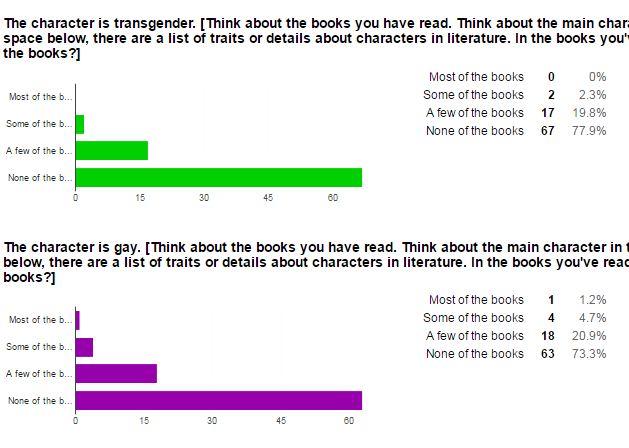 The character is transgender. [Think about the books you have read. Think about the main
space below, there are a list of traits or details about characters in literature. In the books
the books?]
Most of the books 0 0%
Some of the books 2 2.3%
A few of the books 17 19.8%
None of the books 67 77.9%
Most of the b...
Some of the b...
A few of the b...
None of the b...
0 15 30 45 60
The character is gay. [Think about the books you have read. Think about the main character in
below, there are a list of traits or details about characters in literature. In the books you've
books?]
Most of the books 1 1.2%
Some of the books 4 4.7%
A few of the books 18 20.9%
None of the books 63 73.3%
Most of the b...
Some of the b...
A few of the b...
None of the b...
0 15 30 45 60